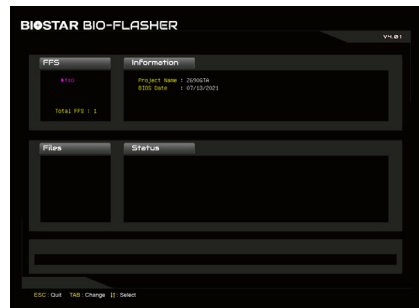 BIOSTAR BIO-FLASHER
V4.01
FFS
Information
Project Name : Z690GTA
BIOS Date : 07/13/2021
Total FFS : 1
Files
Status
ESC : Quit TAB : Change : Select